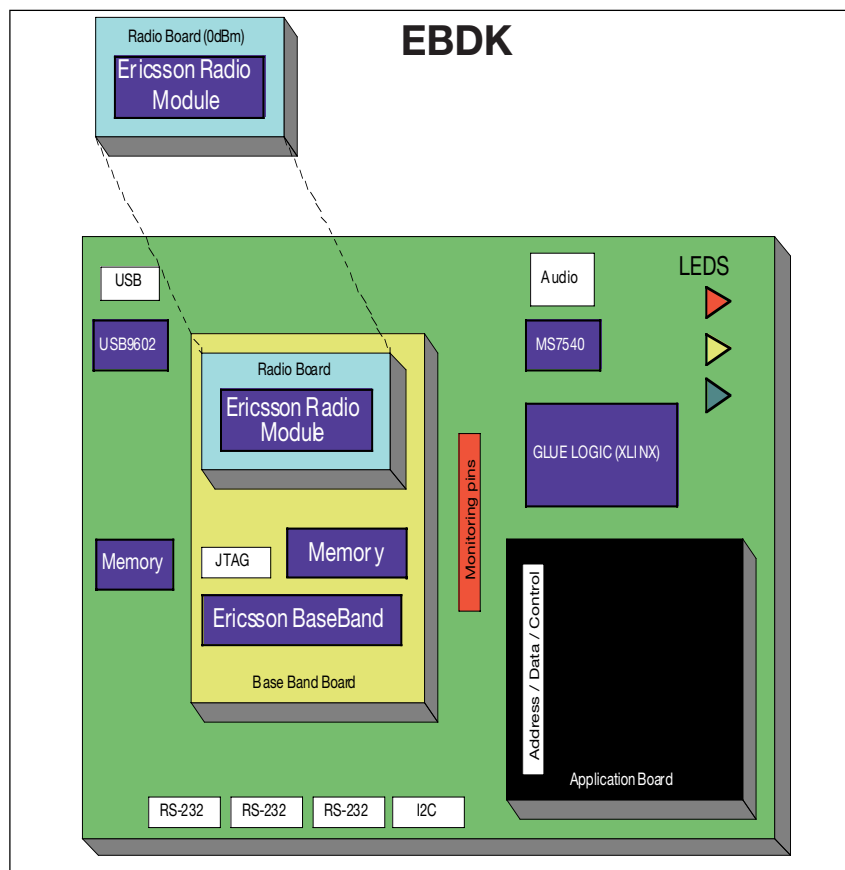 EBDK
Radio Board (0dBm)
Ericsson Radio
Module
USB
USB9602
Audio
MS7540
LEDS
Radio Board
Ericsson Radio
Module
GLUE LOGIC (XLINX)
Monitoring pins
Memory
JTAG
Memory
Ericsson BaseBand
Base Band Board
Address / Data / Control
Application Board
RS-232
RS-232
RS-232
I2C